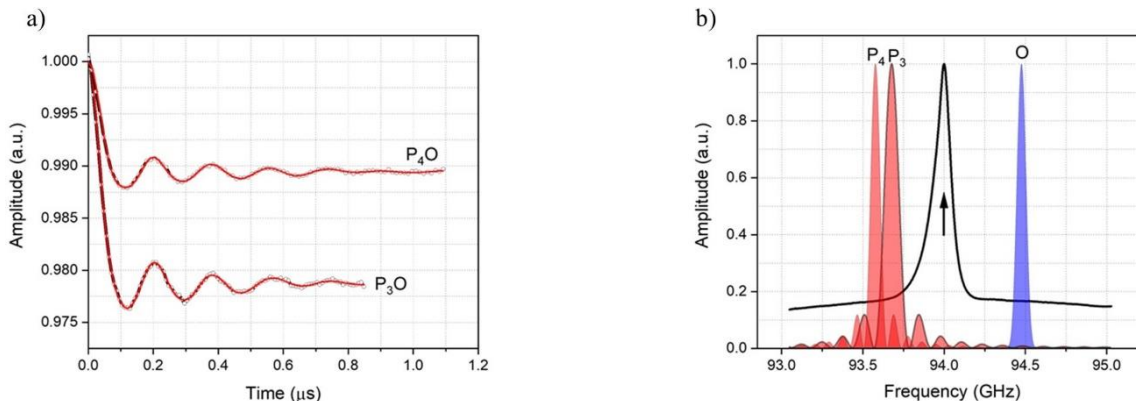 a)
1.000
0.995
0.990
0.985
0.980
0.975
Amplitude (a.u.)
P₄O
P₃O
0.0 0.2 0.4 0.6 0.8 1.0 1.2
Time (μs)
b)
P₄ P₃ O
1.0
0.8
0.6
0.4
0.2
0.0
Amplitude (a.u.)
93.0 93.5 94.0 94.5 95.0
Frequency (GHz)